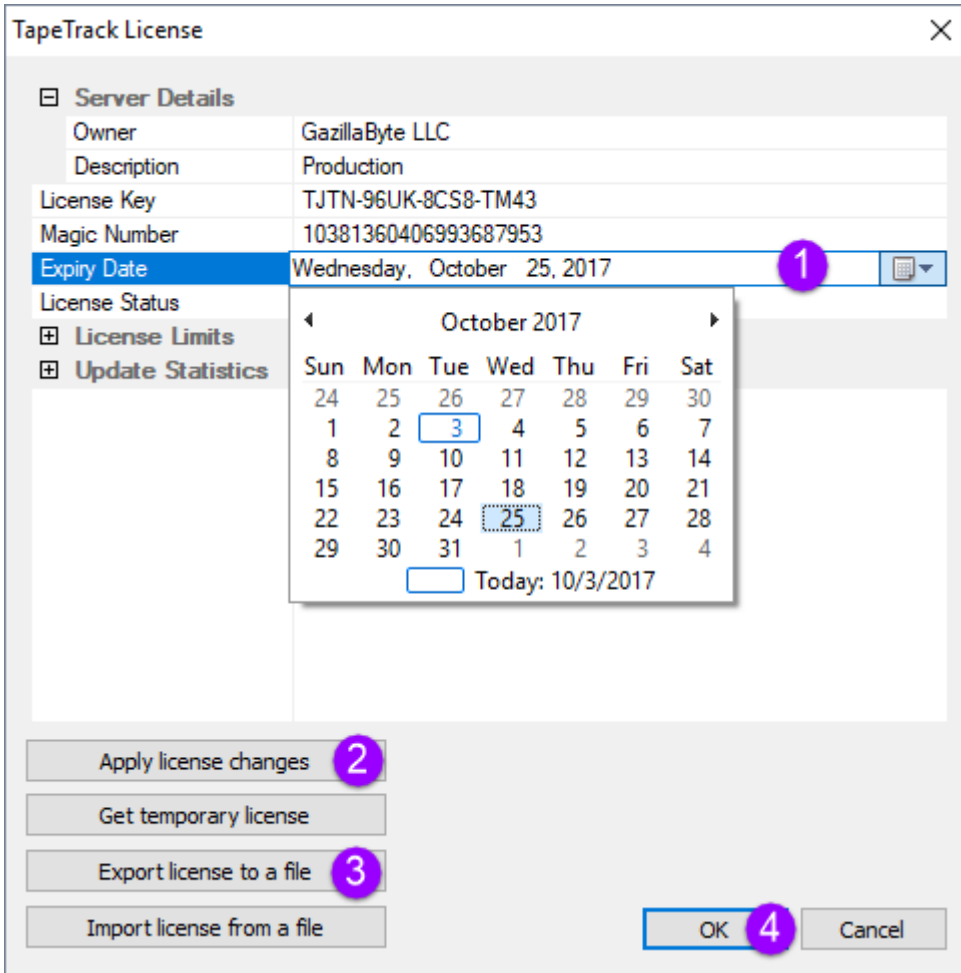 TapeTrack License
Server Details
Owner GazillaByte LLC
Description Production
License Key TJTN-96UK-8CS8-TM43
Magic Number 10381360406993687953
Expiry Date Wednesday, October 25, 2017 1
License Status
License Limits
Update Statistics
October 2017
Sun Mon Tue Wed Thu Fri Sat
24 25 26 27 28 29 30
1 2 3 4 5 6 7
8 9 10 11 12 13 14
15 16 17 18 19 20 21
22 23 24 25 26 27 28
29 30 31 1 2 3 4
Today: 10/3/2017
Apply license changes 2
Get temporary license
Export license to a file 3
Import license from a file
OK 4 Cancel